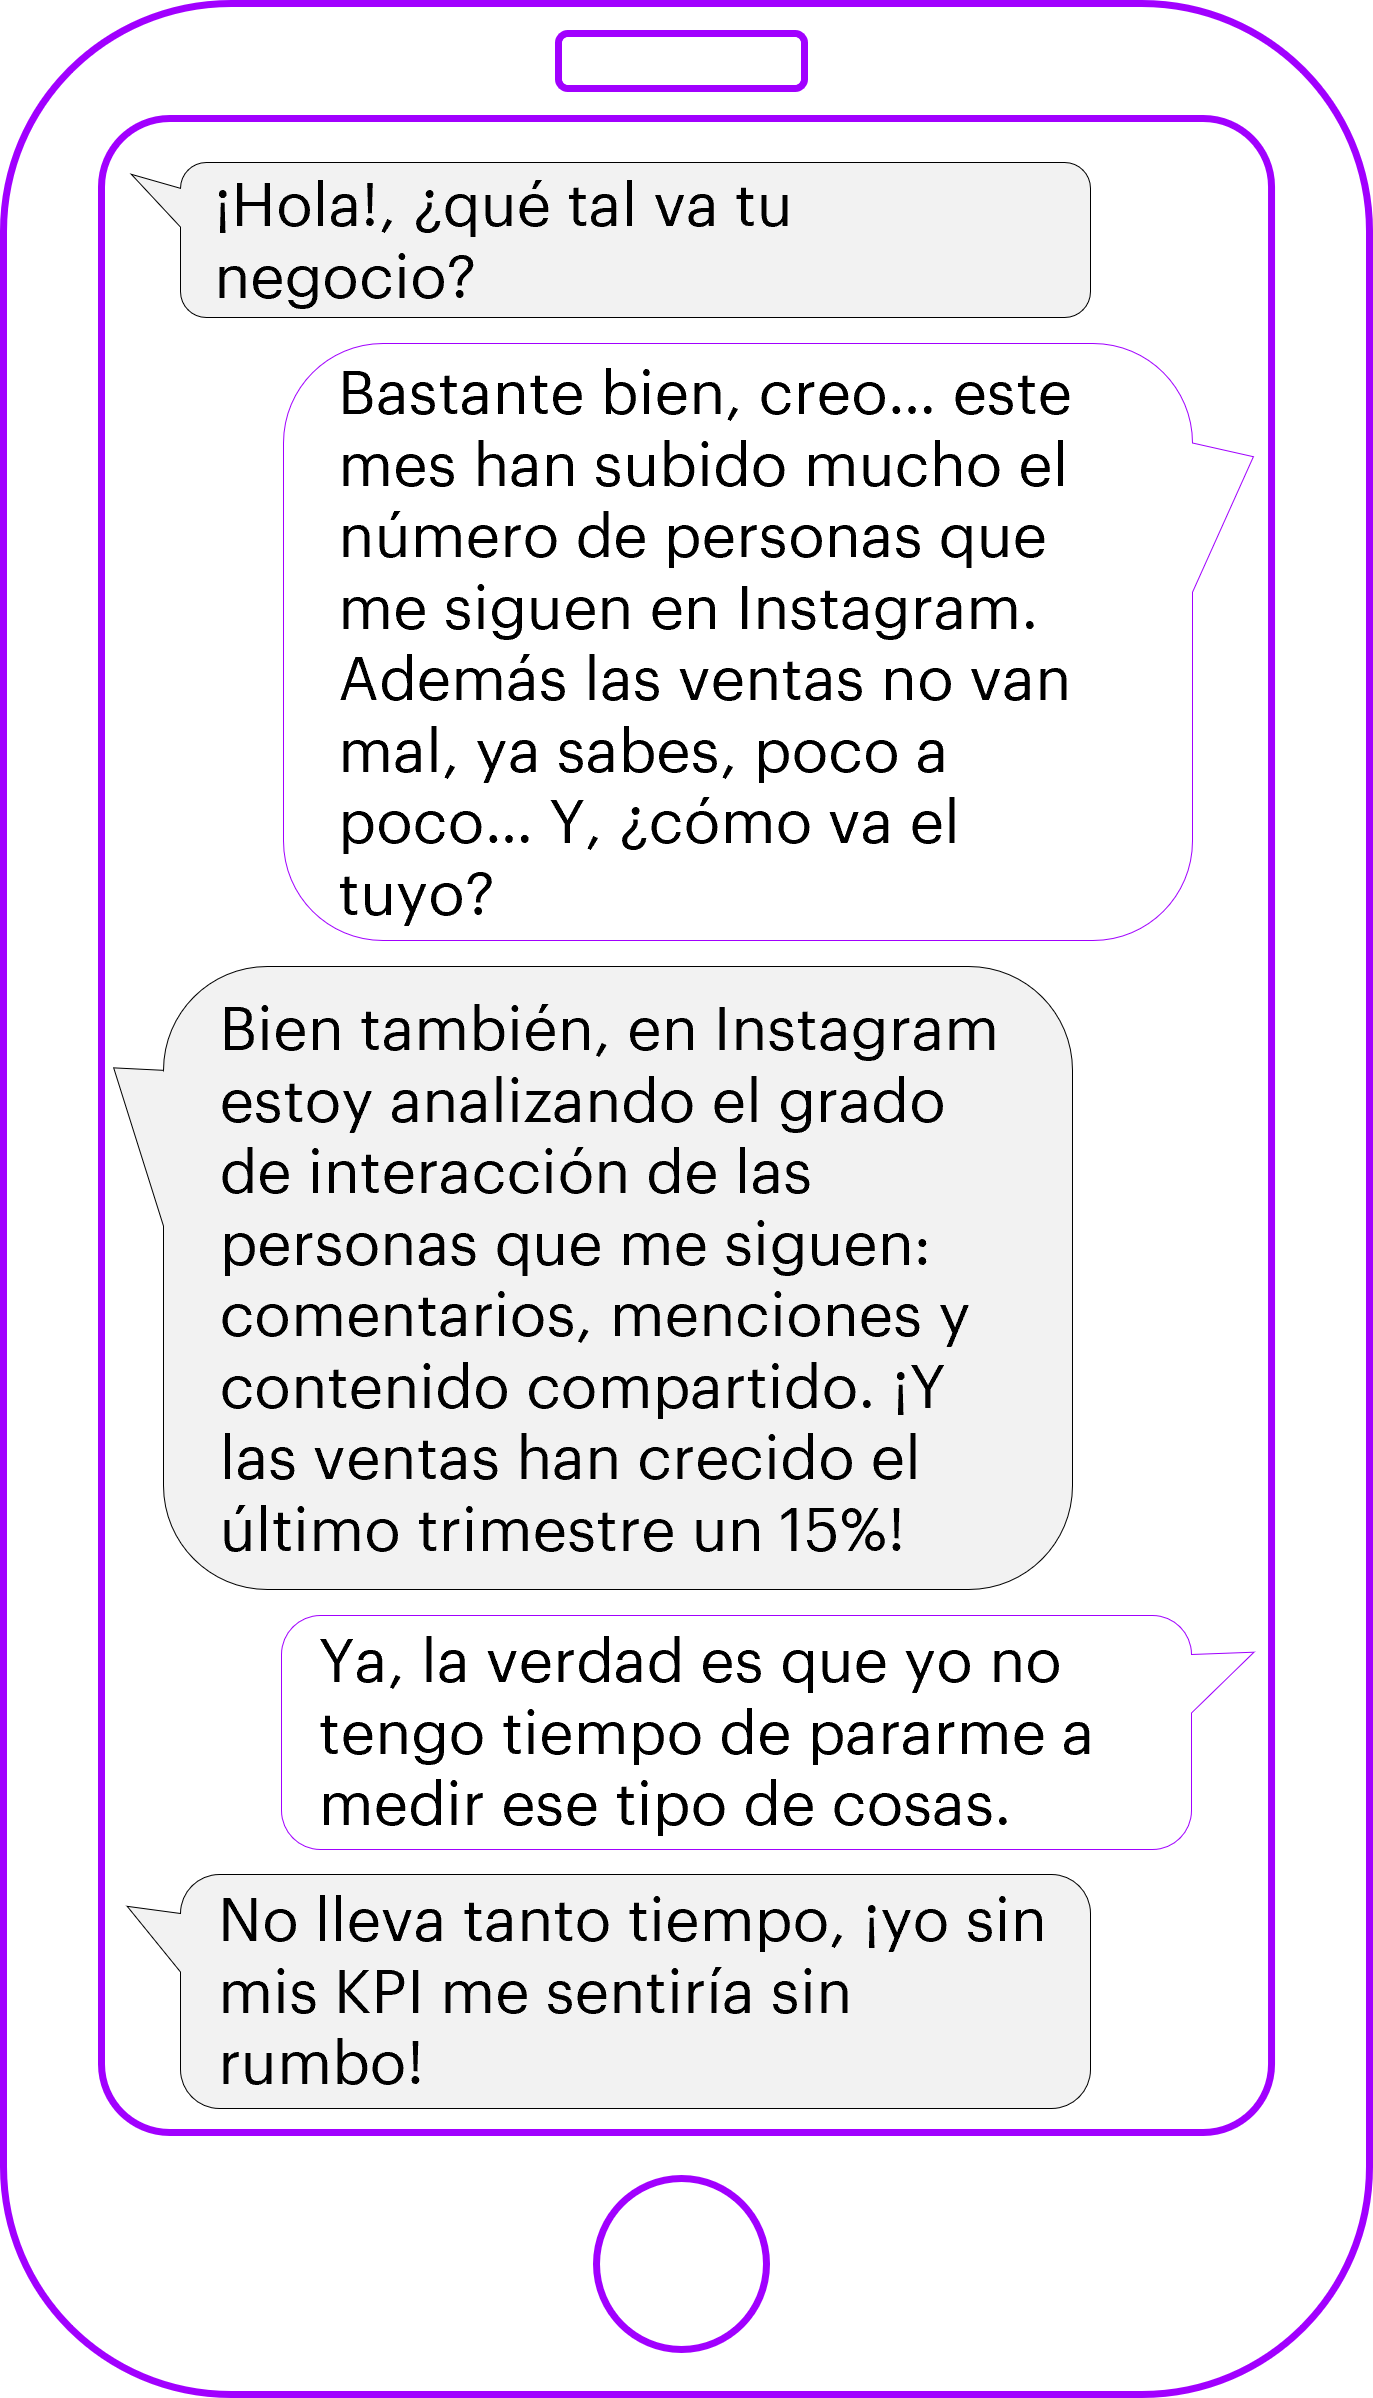 ¡Hola!, ¿qué tal va tu
negocio?
Bastante bien, creo... este
mes han subido mucho el
número de personas que
me siguen en Instagram.
Además las ventas no van
mal, ya sabes, poco a
poco... Y, ¿cómo va el
tuyo?
Bien también, en Instagram
estoy analizando el grado
de interacción de las
personas que me siguen:
comentarios, menciones y
contenido compartido. ¡Y
las ventas han crecido el
último trimestre un 15%!
Ya, la verdad es que yo no
tengo tiempo de pararme a
medir ese tipo de cosas.
No lleva tanto tiempo, ¡yo sin
mis KPI me sentiría sin
rumbo!